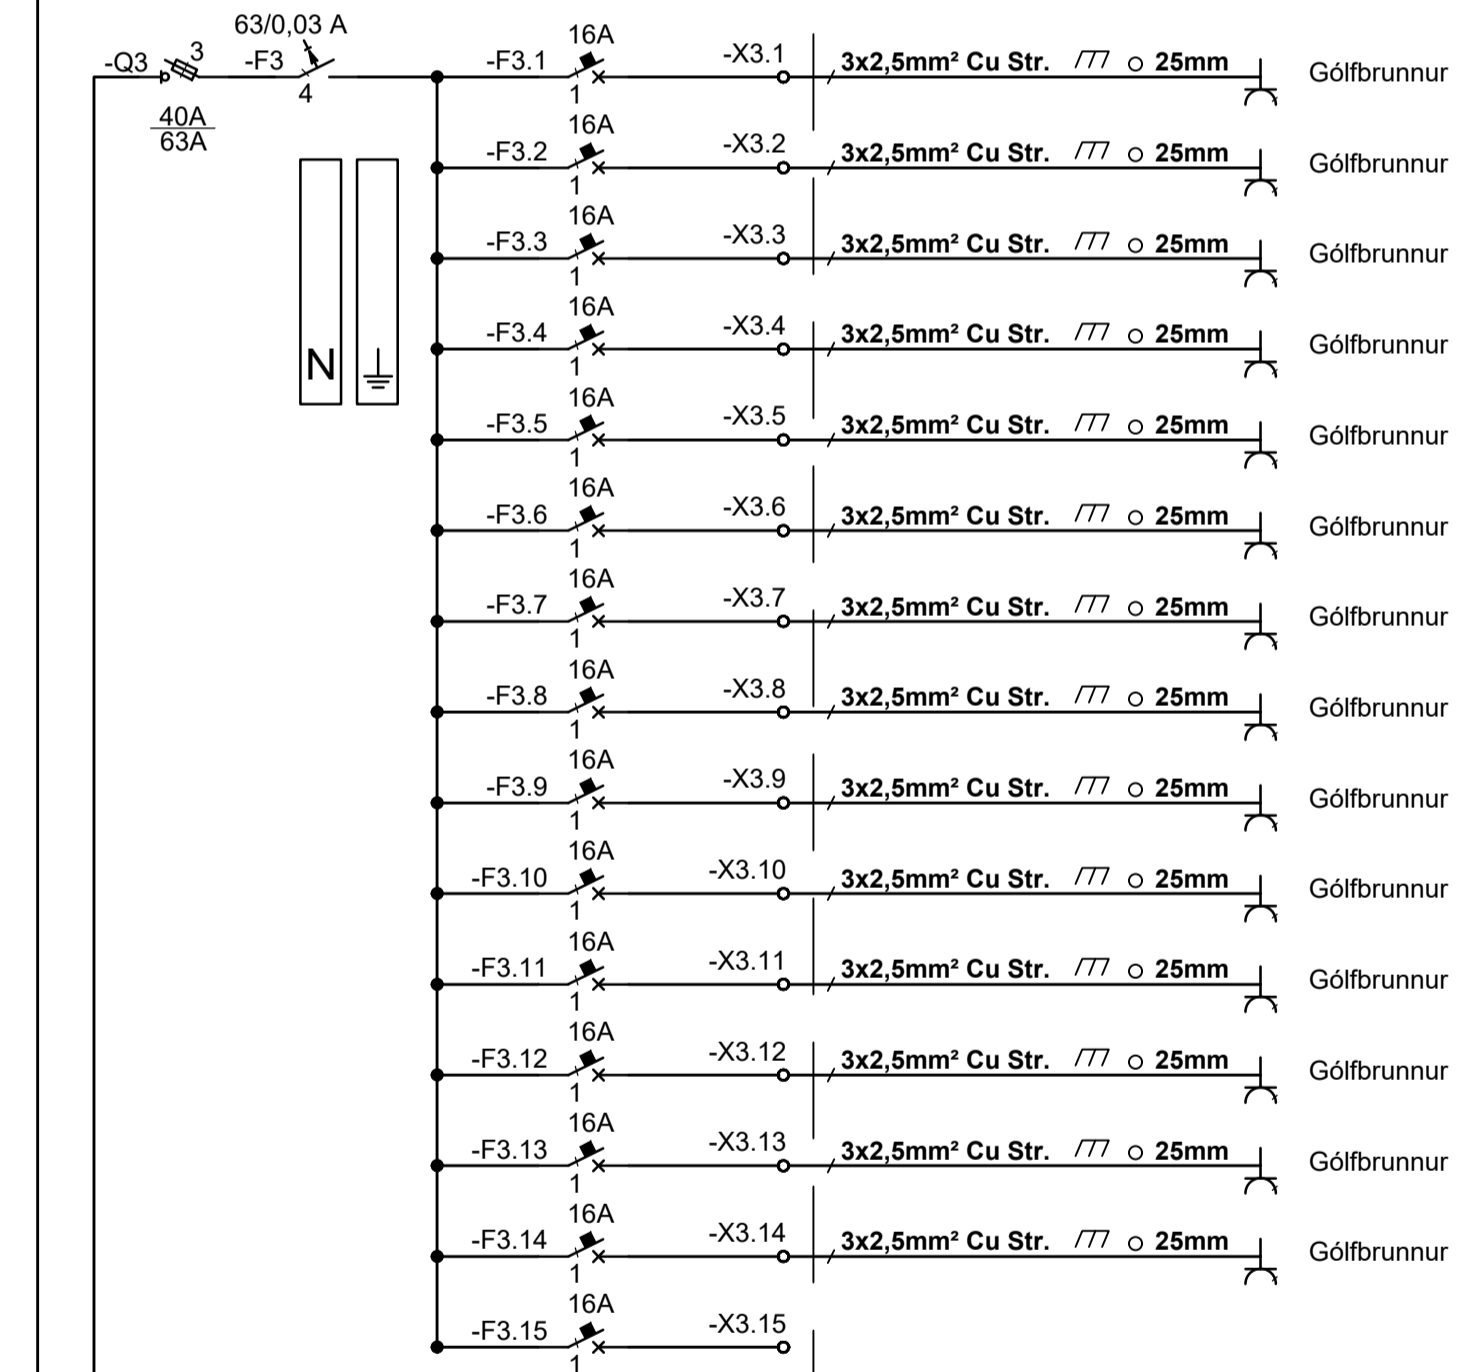 63/0,03 A
-Q3 3 -F3
4
40A
63A
N
16A
-F3.1 1 -X3.1 3x2,5mm² Cu Str. 25mm Gólfbrunnur
16A
-F3.2 1 -X3.2 3x2,5mm² Cu Str. 25mm Gólfbrunnur
16A
-F3.3 1 -X3.3 3x2,5mm² Cu Str. 25mm Gólfbrunnur
16A
-F3.4 1 -X3.4 3x2,5mm² Cu Str. 25mm Gólfbrunnur
16A
-F3.5 1 -X3.5 3x2,5mm² Cu Str. 25mm Gólfbrunnur
16A
-F3.6 1 -X3.6 3x2,5mm² Cu Str. 25mm Gólfbrunnur
16A
-F3.7 1 -X3.7 3x2,5mm² Cu Str. 25mm Gólfbrunnur
16A
-F3.8 1 -X3.8 3x2,5mm² Cu Str. 25mm Gólfbrunnur
16A
-F3.9 1 -X3.9 3x2,5mm² Cu Str. 25mm Gólfbrunnur
16A
-F3.10 1 -X3.10 3x2,5mm² Cu Str. 25mm Gólfbrunnur
16A
-F3.11 1 -X3.11 3x2,5mm² Cu Str. 25mm Gólfbrunnur
16A
-F3.12 1 -X3.12 3x2,5mm² Cu Str. 25mm Gólfbrunnur
16A
-F3.13 1 -X3.13 3x2,5mm² Cu Str. 25mm Gólfbrunnur
16A
-F3.14 1 -X3.14 3x2,5mm² Cu Str. 25mm Gólfbrunnur
16A
-F3.15 1 -X3.15